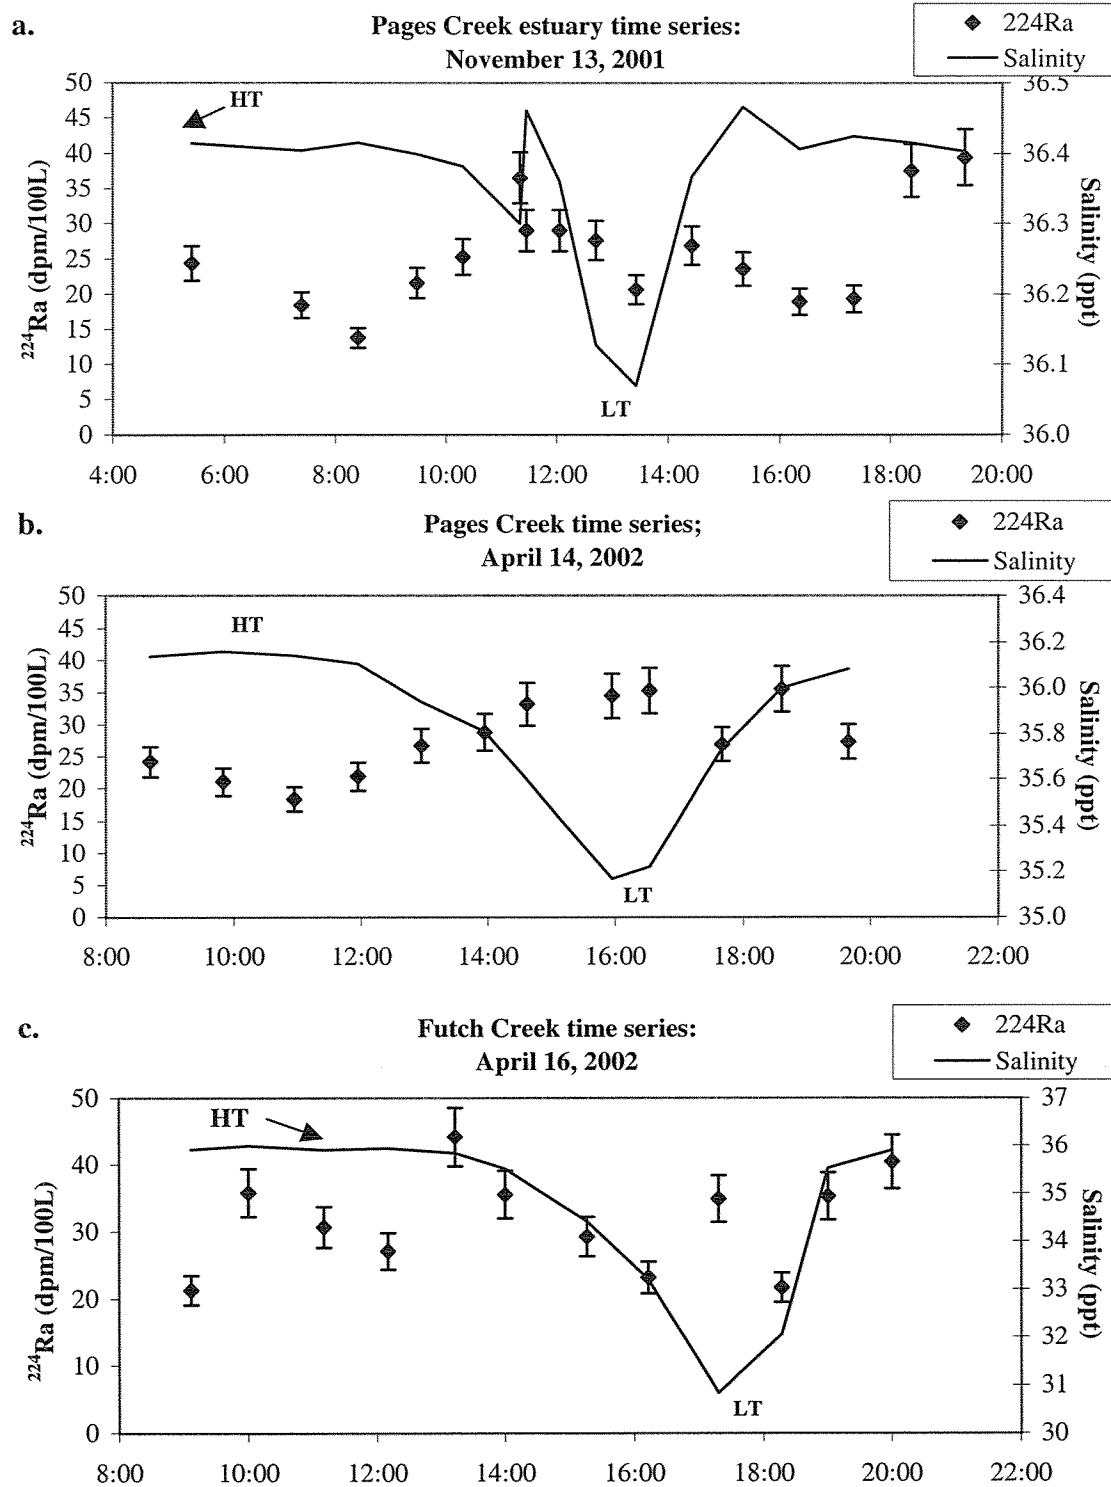 a.
Pages Creek estuary time series:
November 13, 2001
224Ra
Salinity
HT
LT
50
45
40
35
30
25
20
15
10
5
0
²²⁴Ra (dpm/100L)
36.5
36.4
36.3
36.2
36.1
36.0
Salinity (ppt)
4:00 6:00 8:00 10:00 12:00 14:00 16:00 18:00 20:00
b.
Pages Creek time series;
April 14, 2002
224Ra
Salinity
HT
LT
50
45
40
35
30
25
20
15
10
5
0
²²⁴Ra (dpm/100L)
36.4
36.2
36.0
35.8
35.6
35.4
35.2
35.0
Salinity (ppt)
8:00 10:00 12:00 14:00 16:00 18:00 20:00 22:00
c.
Futch Creek time series:
April 16, 2002
224Ra
Salinity
HT
LT
50
40
30
20
10
0
²²⁴Ra (dpm/100L)
37
36
35
34
33
32
31
30
Salinity (ppt)
8:00 10:00 12:00 14:00 16:00 18:00 20:00 22:00